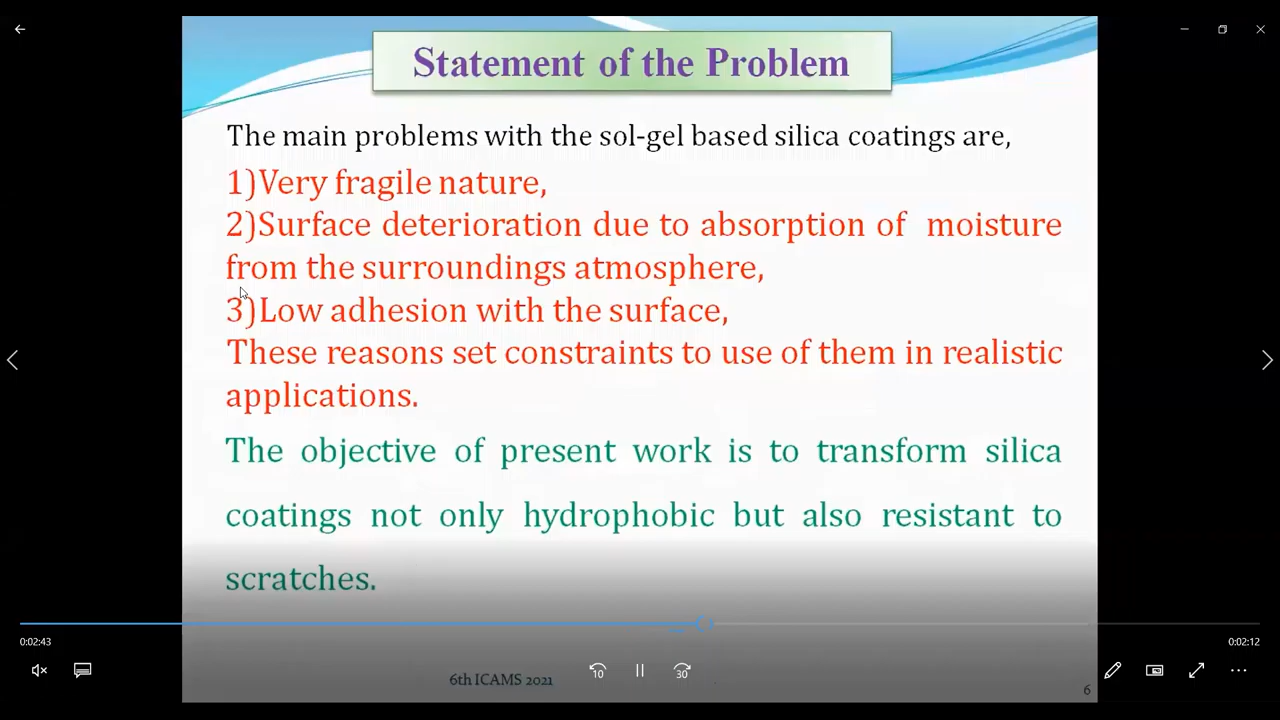 Statement of the Problem
The main problems with the sol-gel based silica coatings are,
1)Very fragile nature,
2)Surface deterioration due to absorption of moisture
from the surroundings atmosphere,
3)Low adhesion with the surface,
These reasons set constraints to use of them in realistic
applications.
The objective of present work is to transform silica
coatings not only hydrophobic but also resistant to
scratches.
0:02:43
0:02:12
10
30
6th ICAMS 2021
6